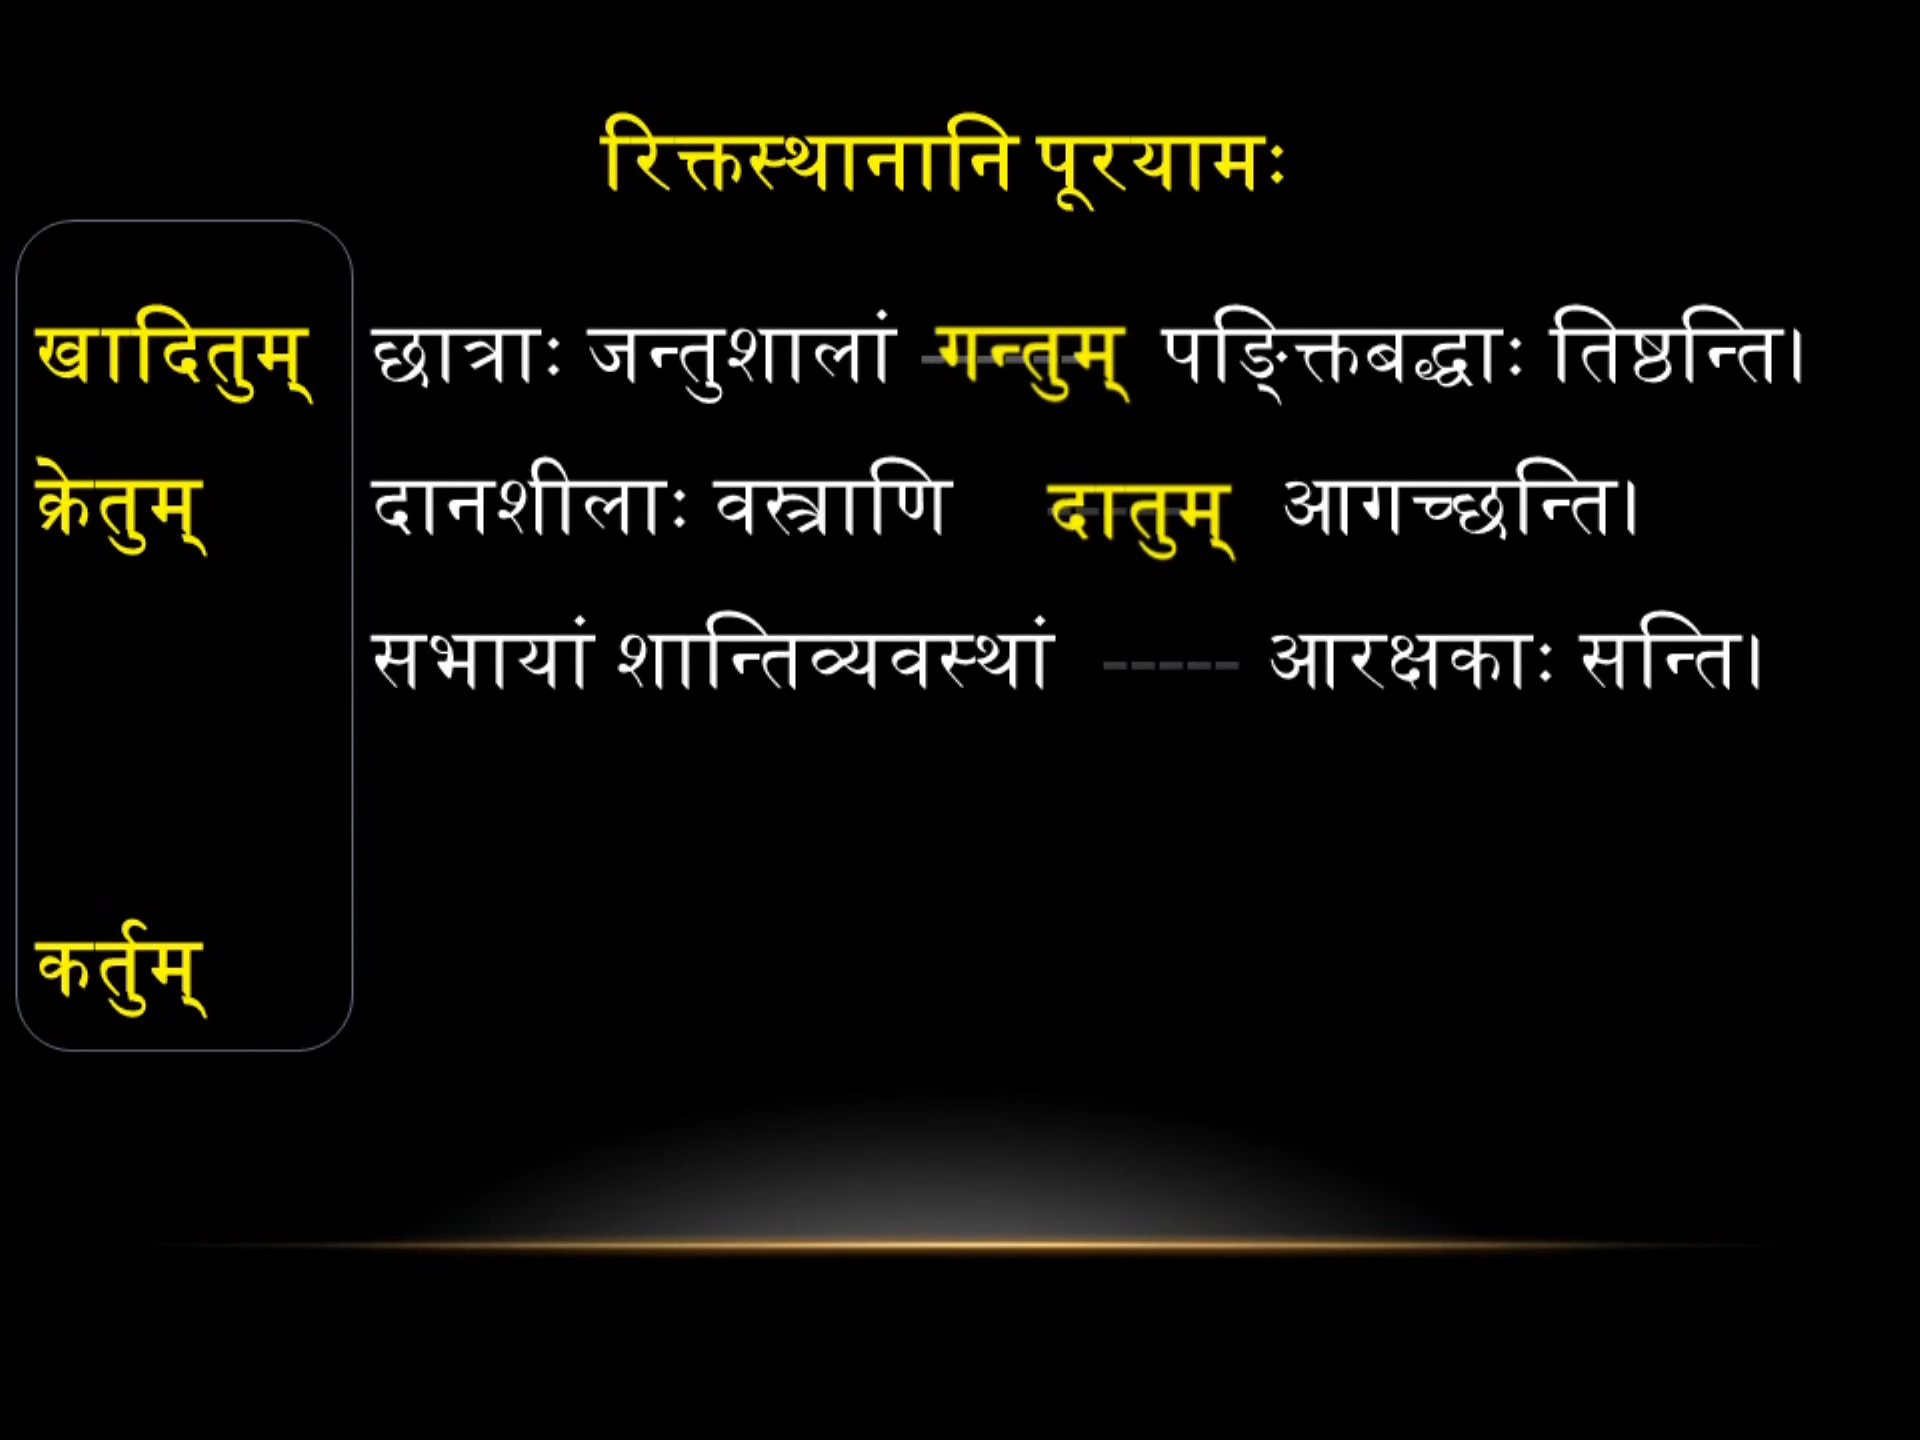 रिक्तस्थानानि पूरयामः
खादितुम् छात्राः जन्तुशालां गन्तुम् पङ्क्तिबद्धाः तिष्ठन्ति।
क्रेतुम् दानशीलाः वस्त्राणि दातुम् आगच्छन्ति।
सभायां शान्तिव्यवस्थां ----- आरक्षकाः सन्ति।
कर्तुम्